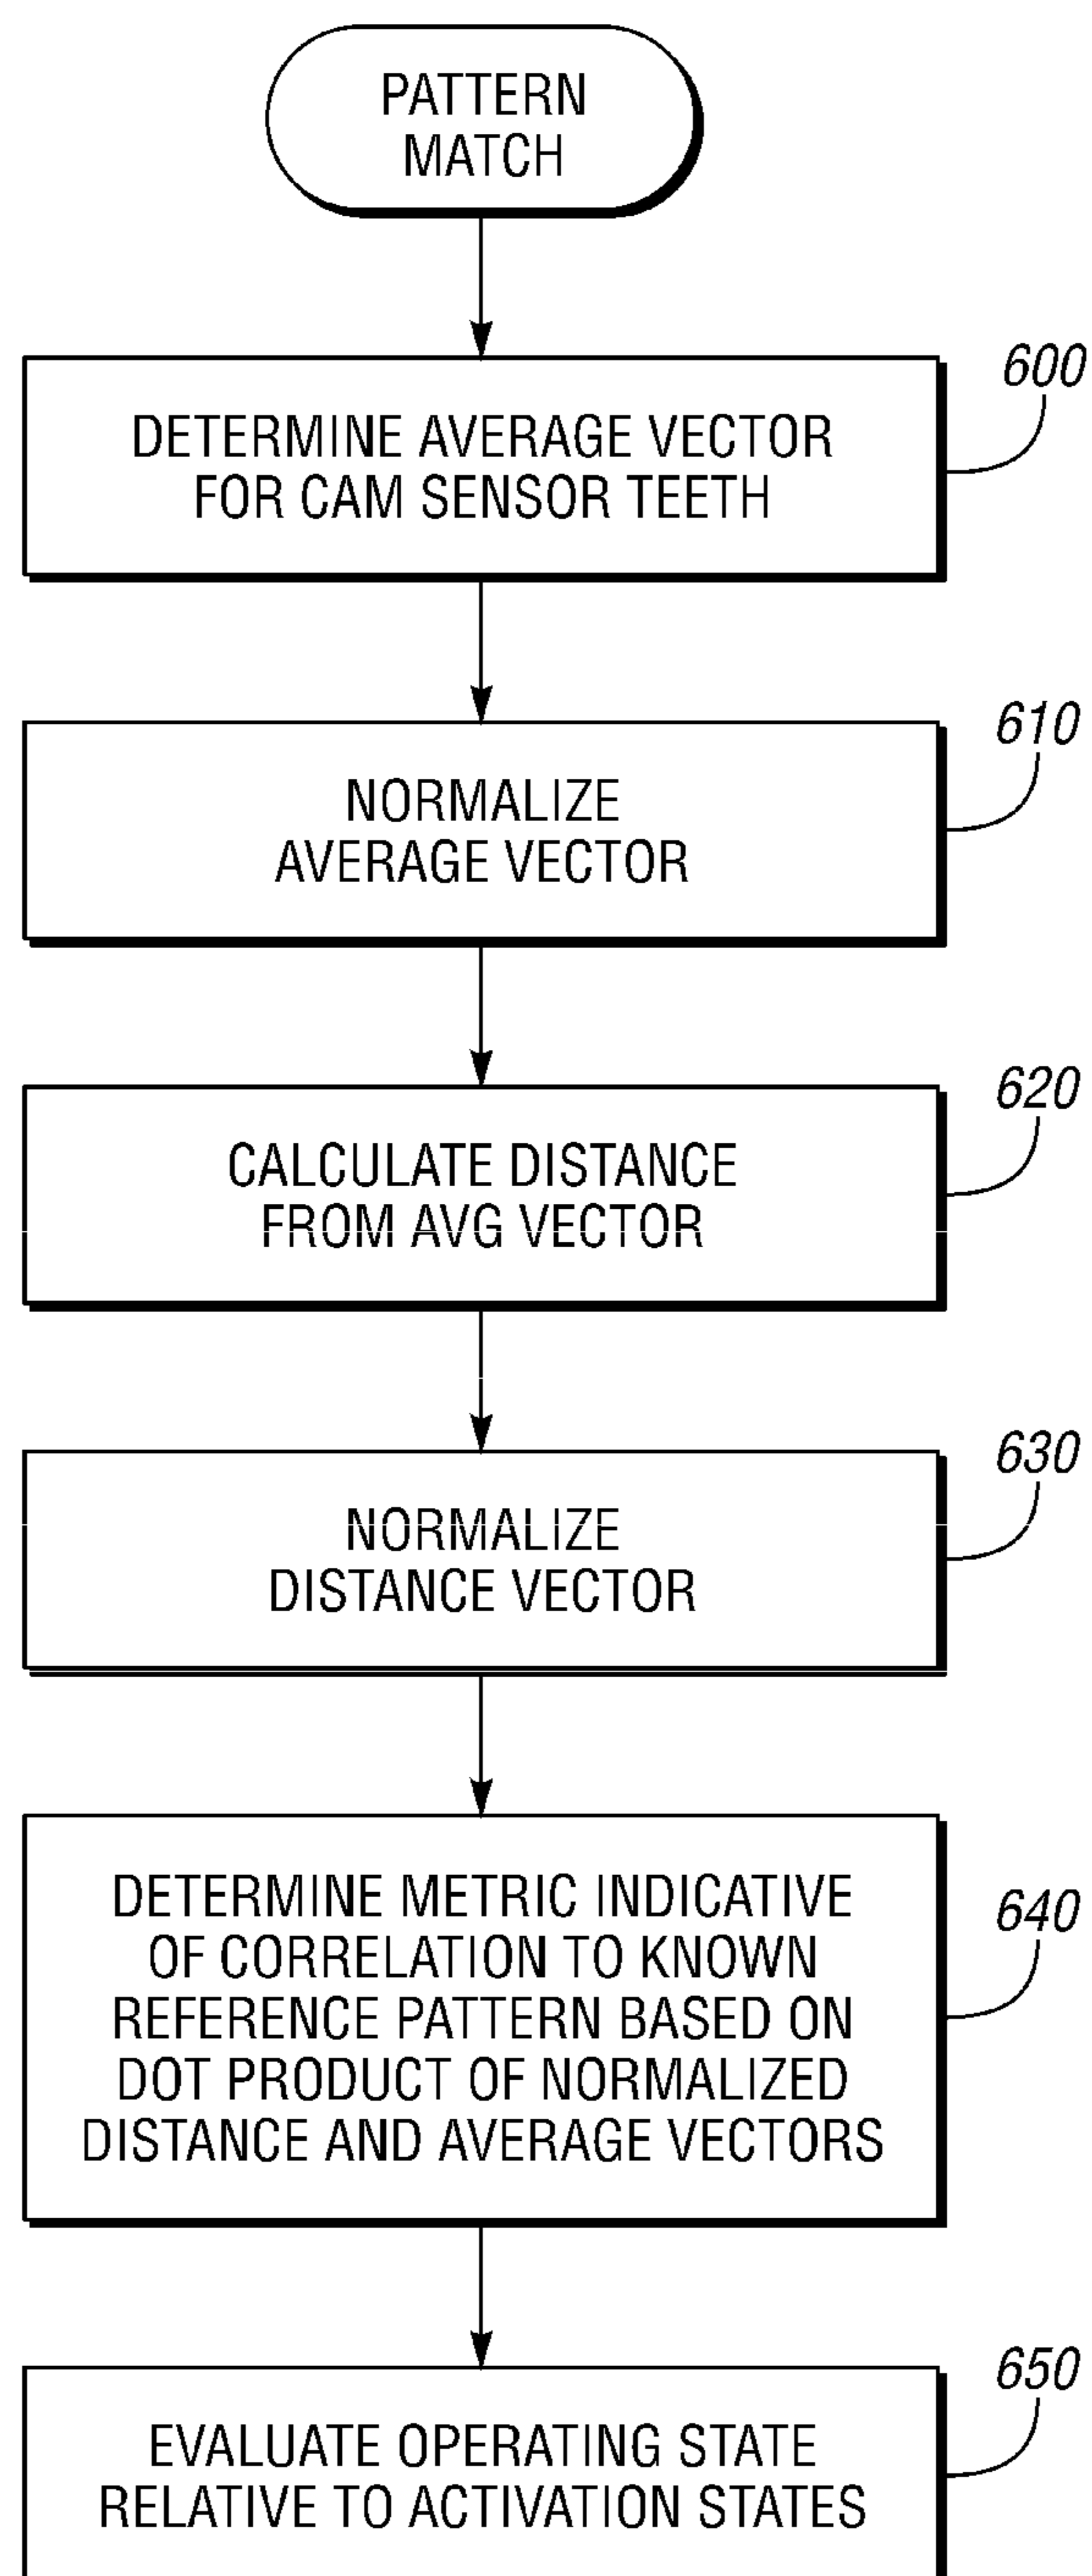 PATTERN
MATCH
600
DETERMINE AVERAGE VECTOR
FOR CAM SENSOR TEETH
610
NORMALIZE
AVERAGE VECTOR
620
CALCULATE DISTANCE
FROM AVG VECTOR
630
NORMALIZE
DISTANCE VECTOR
640
DETERMINE METRIC INDICATIVE
OF CORRELATION TO KNOWN
REFERENCE PATTERN BASED ON
DOT PRODUCT OF NORMALIZED
DISTANCE AND AVERAGE VECTORS
650
EVALUATE OPERATING STATE
RELATIVE TO ACTIVATION STATES